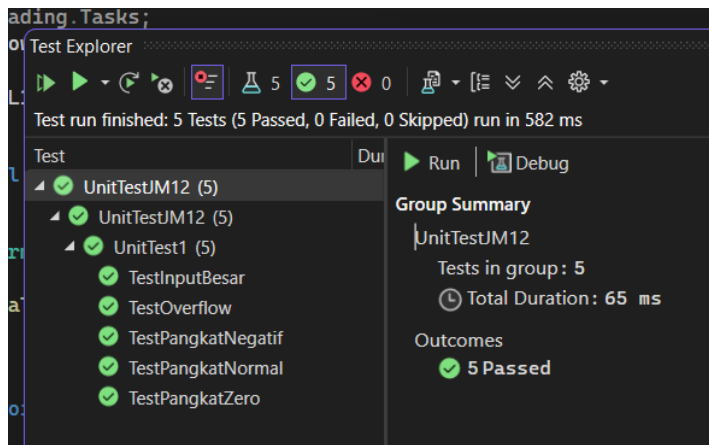 ading.Tasks;
Test Explorer
5 5 0
Test run finished: 5 Tests (5 Passed, 0 Failed, 0 Skipped) run in 582 ms
Test Dur
UnitTestJM12 (5)
UnitTestJM12 (5)
UnitTest1 (5)
TestInputBesar
TestOverflow
TestPangkatNegatif
TestPangkatNormal
TestPangkatZero
Run Debug
Group Summary
UnitTestJM12
Tests in group: 5
Total Duration: 65 ms
Outcomes
5 Passed